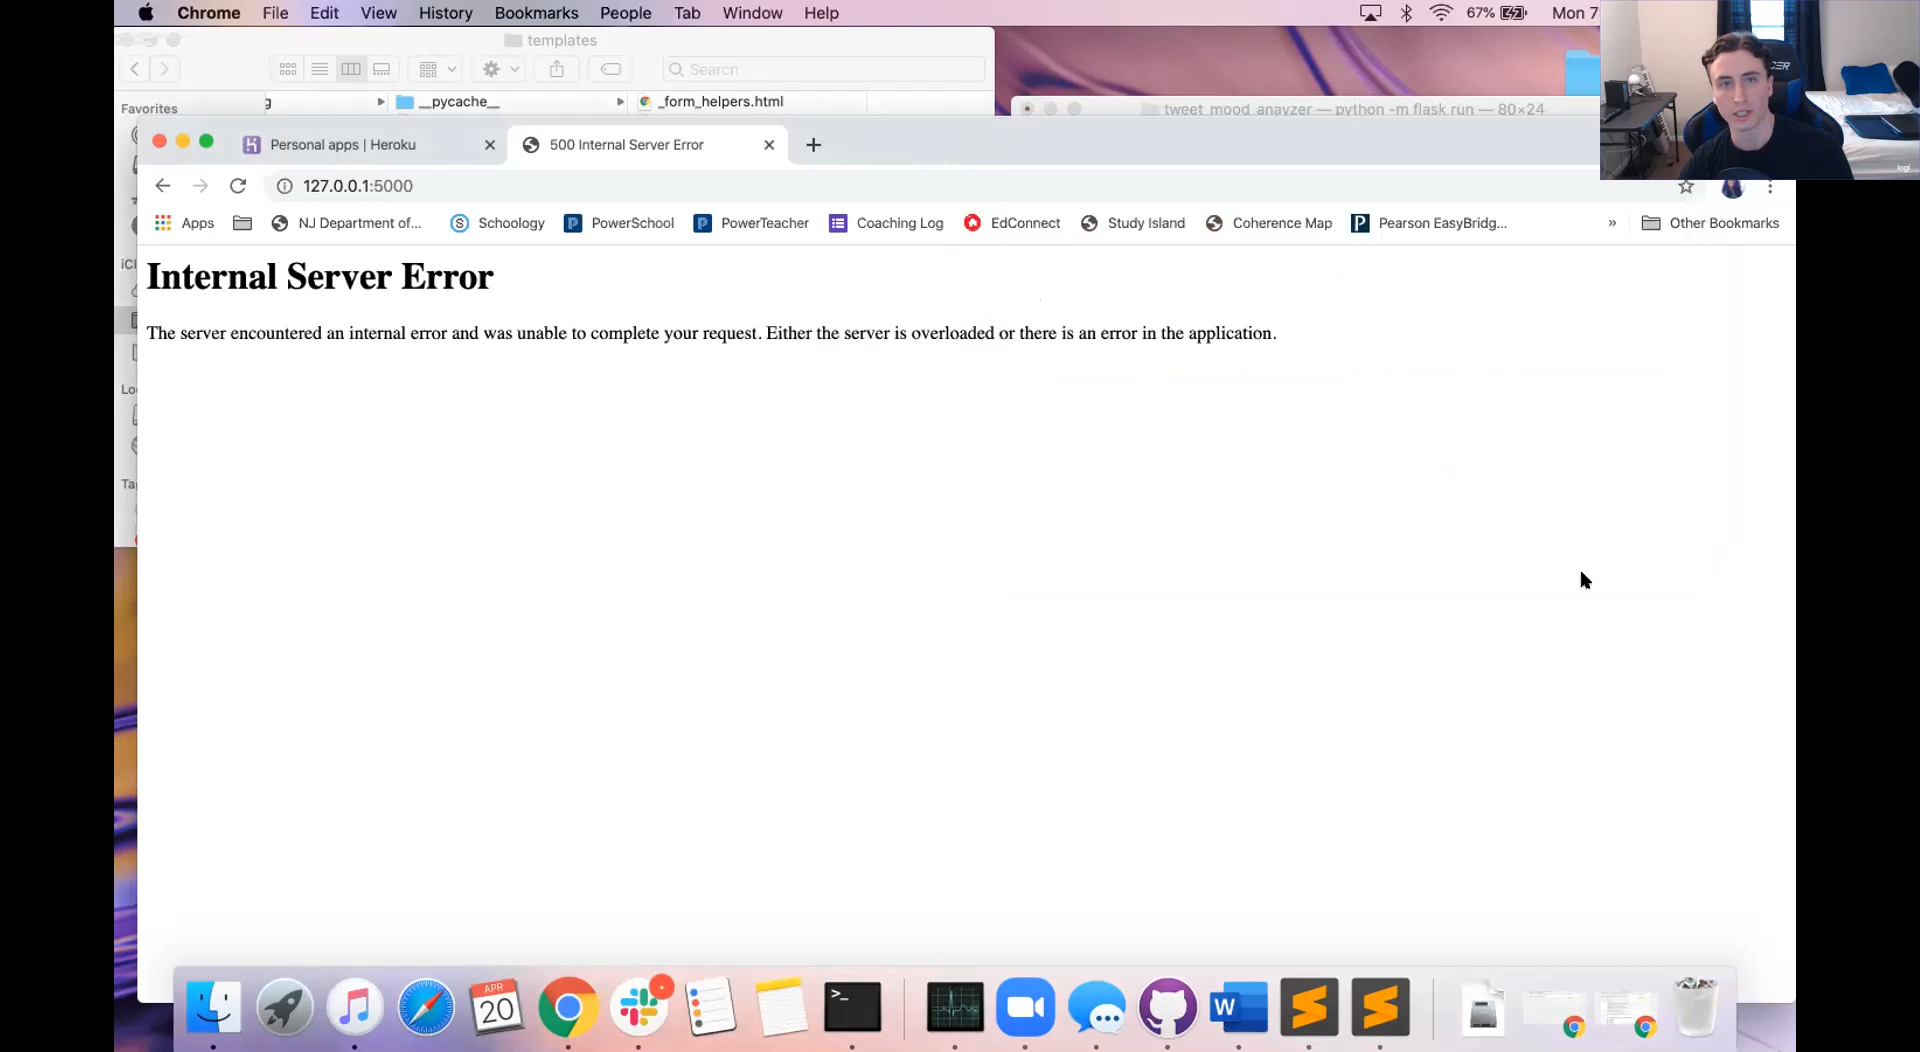 Chrome File Edit View History Bookmarks People Tab Window Help 67% Mon 7
templates
Search
Favorites
g __pycache__ _form_helpers.html
tweet_mood_anayzer — python -m flask run — 80×24
Personal apps | Heroku 500 Internal Server Error
127.0.0.1:5000
Apps NJ Department of... Schoology PowerSchool PowerTeacher Coaching Log EdConnect Study Island Coherence Map Pearson EasyBridg... » Other Bookmarks
iCl
Internal Server Error
The server encountered an internal error and was unable to complete your request. Either the server is overloaded or there is an error in the application.
Lo
Ta
APR
20
>_
W
logi